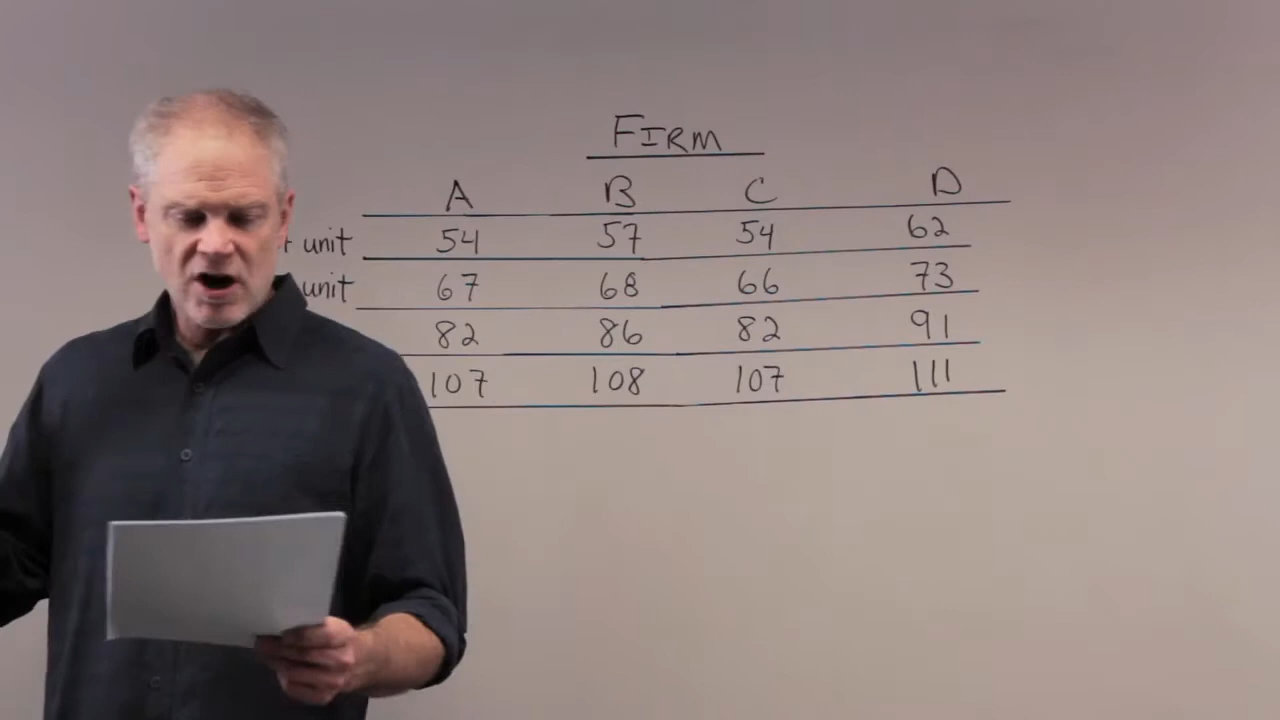 FIRM
A B C D
unit 54 57 54 62
unit 67 68 66 73
82 86 82 91
107 108 107 111